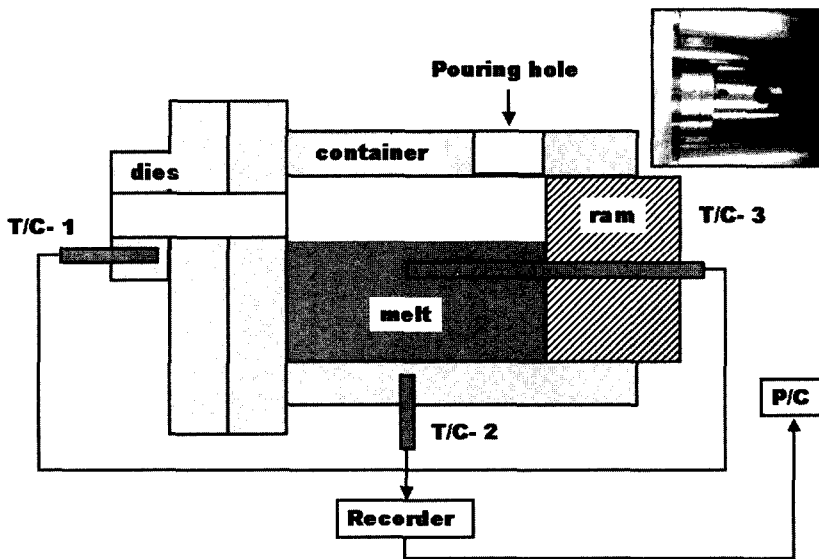 Pouring hole
container
dies
T/C- 1
ram
T/C- 3
melt
T/C- 2
P/C
Recorder